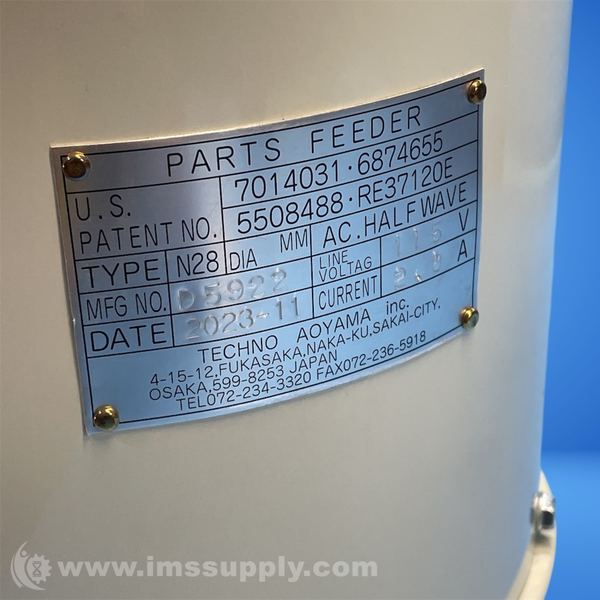 PARTS FEEDER
U.S. PATENT NO. 7014031·6874655
5508488·RE37120E
TYPE N28 DIA MM AC. HALF WAVE
MFG NO. D5922 LINE VOLTAG 115 V
DATE 2023-11 CURRENT A
TECHNO AOYAMA inc.
4-15-12,FUKASAKA,NAKA-KU,SAKAI-CITY,
OSAKA,599-8253 JAPAN
TEL072-234-3320 FAX072-236-5918
www.imssupply.com